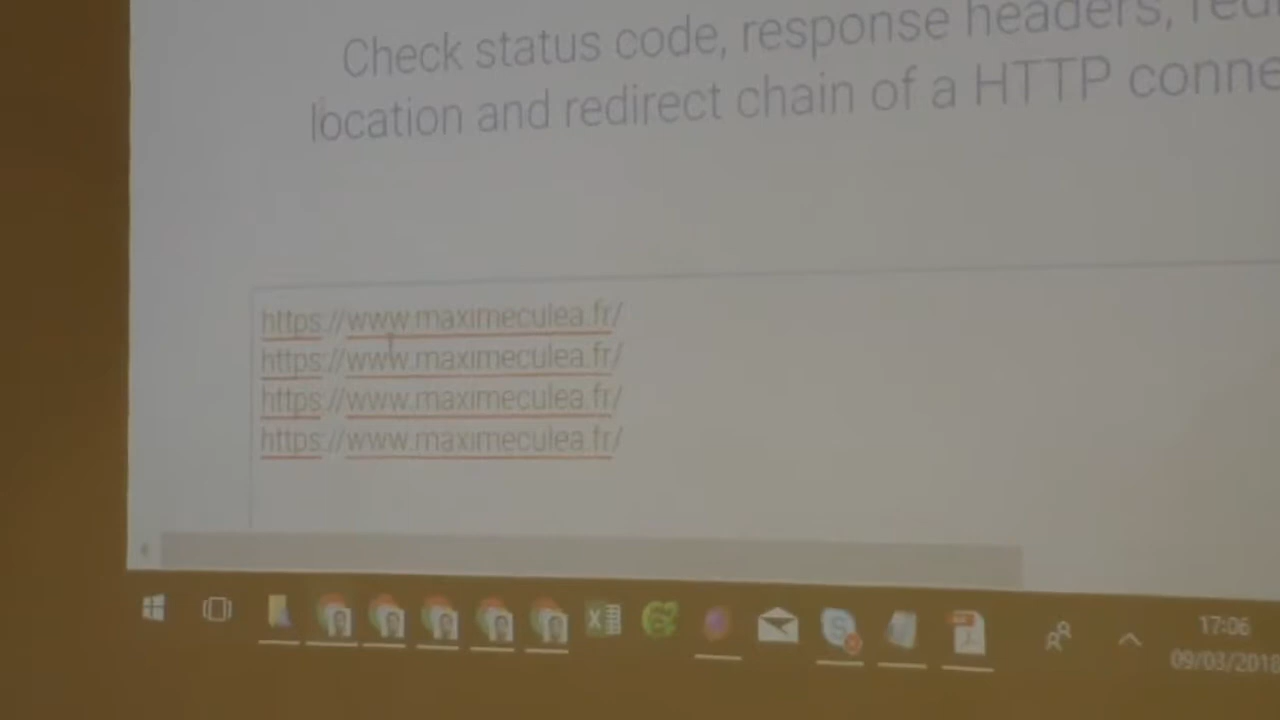 Check status code, response headers,
location and redirect chain of a HTTP
https://www.maximeculea.fr/
https://www.maximeculea.fr/
https://www.maximeculea.fr/
https://www.maximeculea.fr/
17:06
09/03/2018